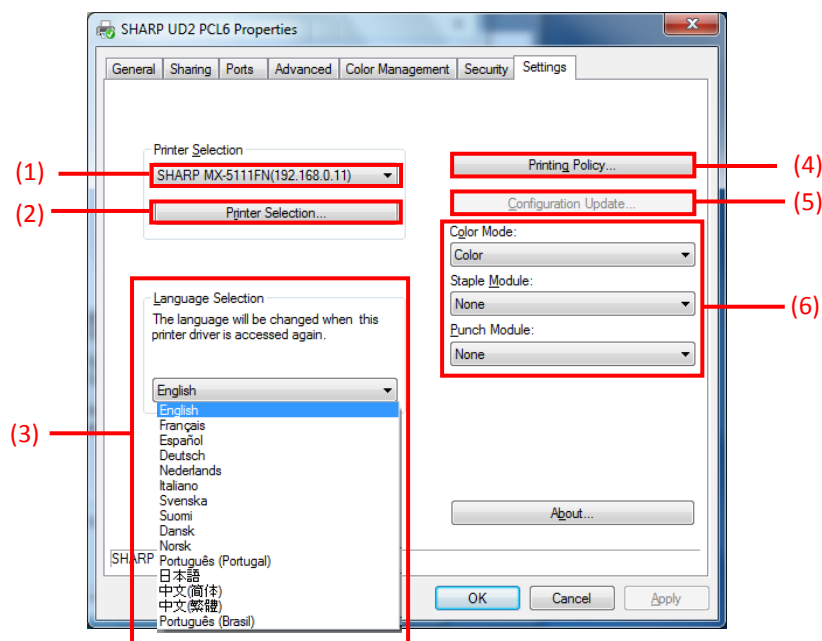 SHARP UD2 PCL6 Properties
General Sharing Ports Advanced Color Management Security Settings
Printer Selection
(1)
SHARP MX-5111FN(192.168.0.11)
(2)
Printer Selection...
Language Selection
The language will be changed when this
printer driver is accessed again.
(3)
English
English
Français
Español
Deutsch
Nederlands
Italiano
Svenska
Suomi
Dansk
Norsk
Português (Portugal)
日本語
中文(简体)
中文(繁體)
Português (Brasil)
SHARP
Printing Policy...
(4)
Configuration Update...
(5)
Color Mode:
Color
Staple Module:
None
(6)
Punch Module:
None
About...
OK Cancel Apply